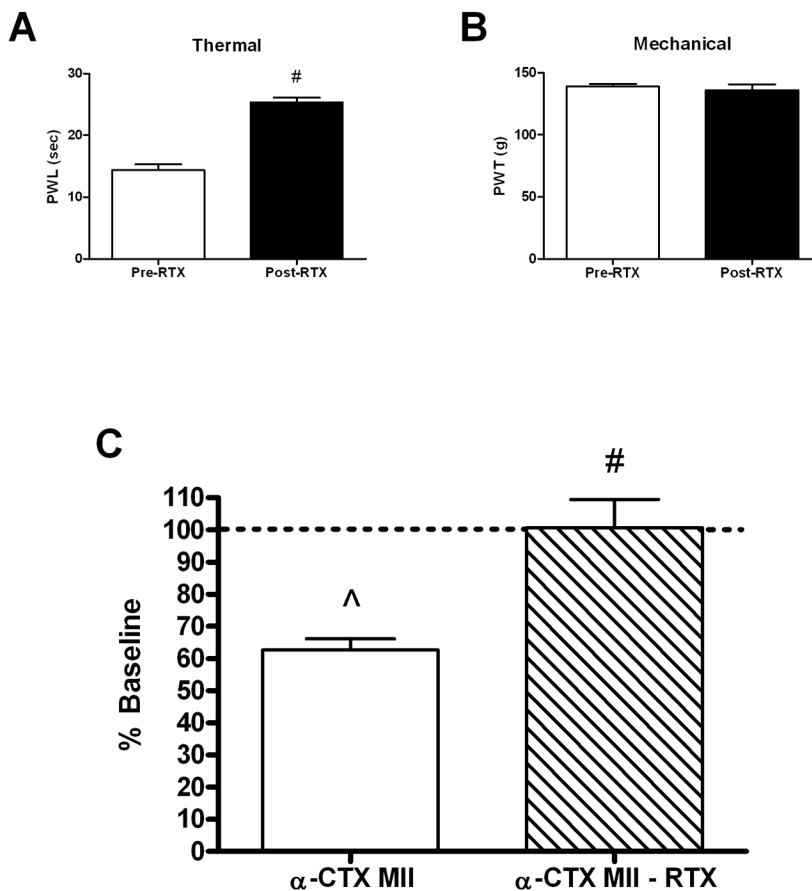 A
Thermal
#
30
20
10
0
PWL (sec)
Pre-RTX Post-RTX
B
Mechanical
150
100
50
0
PWT (g)
Pre-RTX Post-RTX
C
#
^
110
100
90
80
70
60
50
40
30
20
10
0
% Baseline
α-CTX MII α-CTX MII - RTX